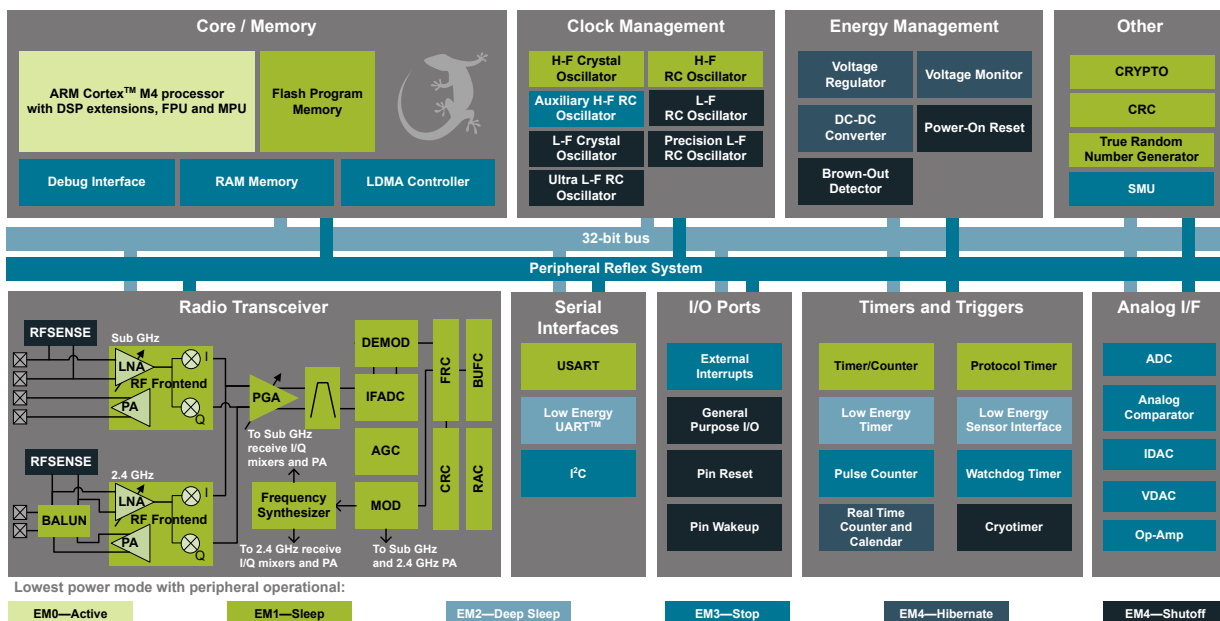 Core / Memory
ARM Cortex™ M4 processor
with DSP extensions, FPU and MPU
Flash Program
Memory
Debug Interface
RAM Memory
LDMA Controller
Clock Management
H-F Crystal
Oscillator
H-F
RC Oscillator
Auxiliary H-F RC
Oscillator
L-F
RC Oscillator
L-F Crystal
Oscillator
Precision L-F
RC Oscillator
Ultra L-F RC
Oscillator
Energy Management
Voltage
Regulator
Voltage Monitor
DC-DC
Converter
Power-On Reset
Brown-Out
Detector
Other
CRYPTO
CRC
True Random
Number Generator
SMU
32-bit bus
Peripheral Reflex System
Radio Transceiver
RFSENSE
Sub GHz
LNA
RF Frontend
PA
I
Q
RFSENSE
2.4 GHz
LNA
RF Frontend
PA
I
Q
BALUN
PGA
To Sub GHz
receive I/Q
mixers and PA
Frequency
Synthesizer
To 2.4 GHz receive
I/Q mixers and PA
DEMOD
IFADC
AGC
MOD
To Sub GHz
and 2.4 GHz PA
FRC
BUFC
CRC
RAC
Serial
Interfaces
USART
Low Energy
UART™
I²C
I/O Ports
External
Interrupts
General
Purpose I/O
Pin Reset
Pin Wakeup
Timers and Triggers
Timer/Counter
Protocol Timer
Low Energy
Timer
Low Energy
Sensor Interface
Pulse Counter
Watchdog Timer
Real Time
Counter and
Calendar
Cryotimer
Analog I/F
ADC
Analog
Comparator
IDAC
VDAC
Op-Amp
Lowest power mode with peripheral operational:
EM0—Active
EM1—Sleep
EM2—Deep Sleep
EM3—Stop
EM4—Hibernate
EM4—Shutoff